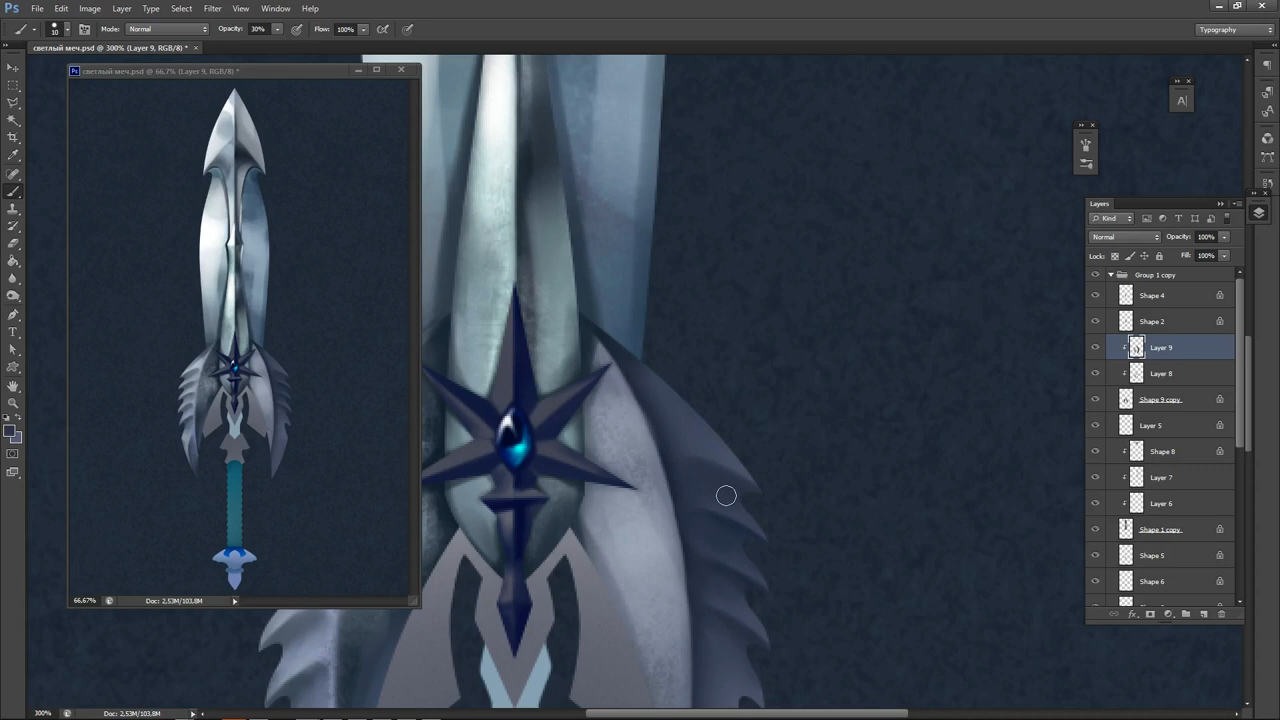 Ps File Edit Image Layer Type Select Filter View Window Help
10 Mode: Normal Opacity: 30% Flow: 100% Typography
светлый меч.psd @ 300% (Layer 9, RGB/8) * ×
Ps светлый меч.psd @ 66,7% (Layer 9, RGB/8) *
A|
Layers
Kind
Normal Opacity: 100%
Lock: Fill: 100%
Group 1 copy
Shape 4
Shape 2
Layer 9
Layer 8
Shape 9 copy
Layer 5
Shape 8
Layer 7
Layer 6
Shape 1 copy
Shape 5
Shape 6
66,67% Doc: 2,53M/103,8M
fx
300% Doc: 2,53M/103,8M